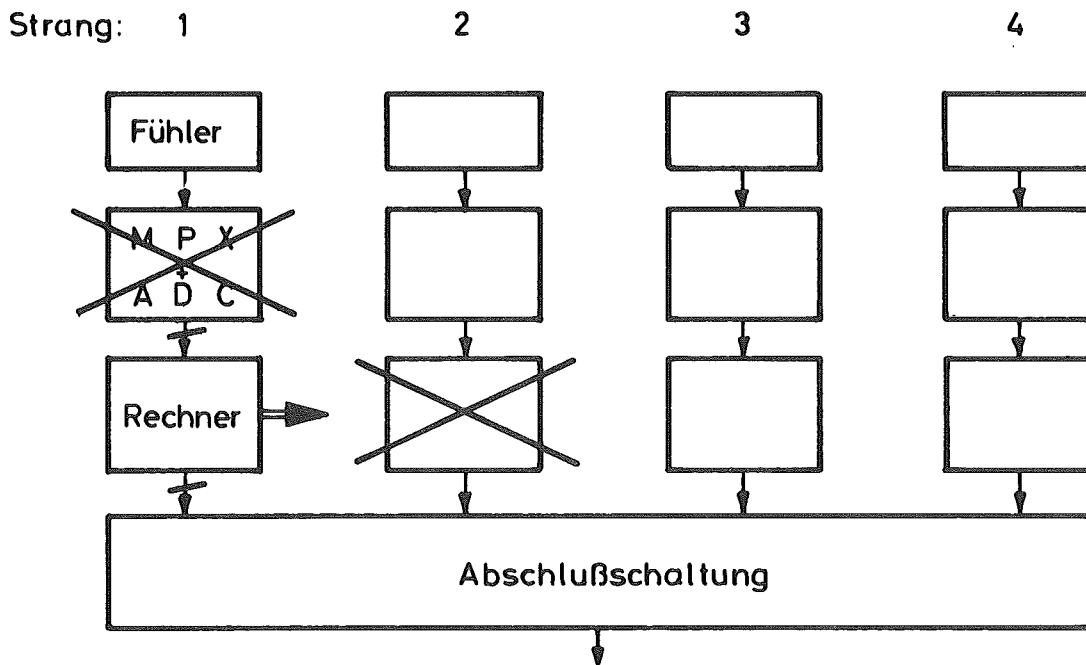 Strang: 1 2 3 4
Fühler
M P X
+
A D C
Rechner
Abschlußschaltung